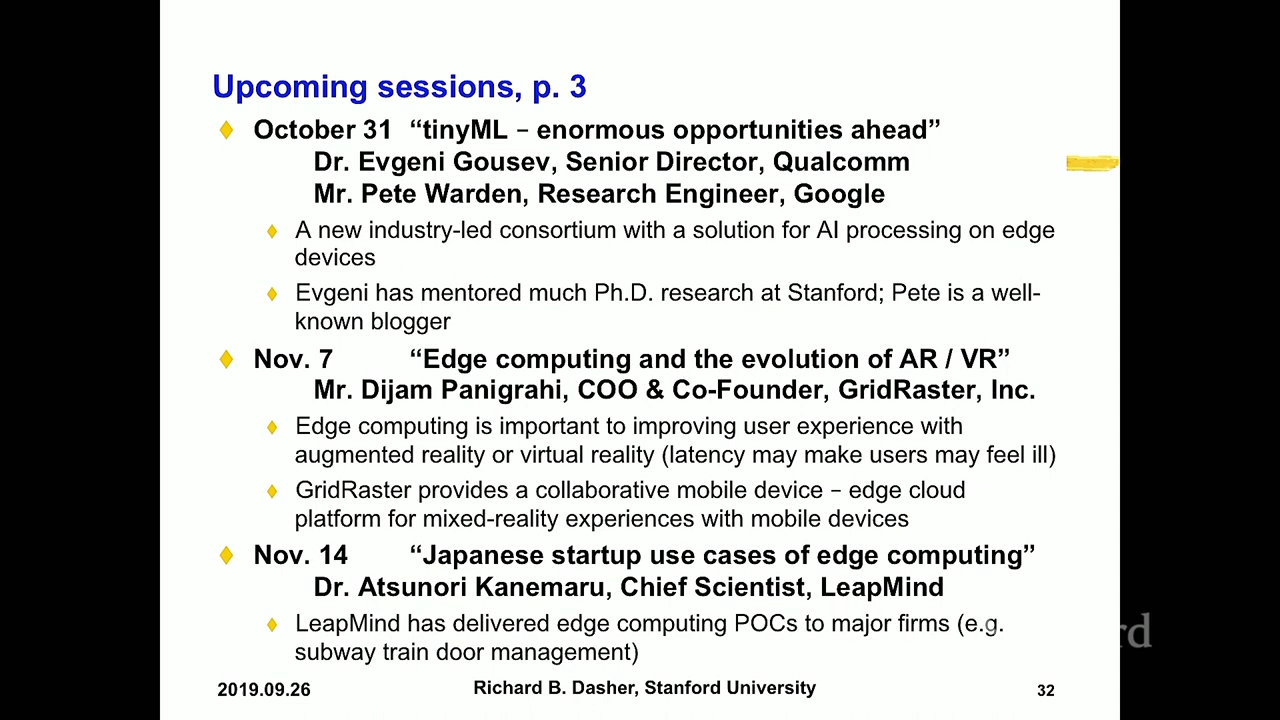 Upcoming sessions, p. 3
October 31 “tinyML – enormous opportunities ahead”
Dr. Evgeni Gousev, Senior Director, Qualcomm
Mr. Pete Warden, Research Engineer, Google
A new industry-led consortium with a solution for AI processing on edge
devices
Evgeni has mentored much Ph.D. research at Stanford; Pete is a well-
known blogger
Nov. 7 “Edge computing and the evolution of AR / VR”
Mr. Dijam Panigrahi, COO & Co-Founder, GridRaster, Inc.
Edge computing is important to improving user experience with
augmented reality or virtual reality (latency may make users may feel ill)
GridRaster provides a collaborative mobile device – edge cloud
platform for mixed-reality experiences with mobile devices
Nov. 14 “Japanese startup use cases of edge computing”
Dr. Atsunori Kanemaru, Chief Scientist, LeapMind
LeapMind has delivered edge computing POCs to major firms (e.g.
subway train door management)
2019.09.26 Richard B. Dasher, Stanford University 32